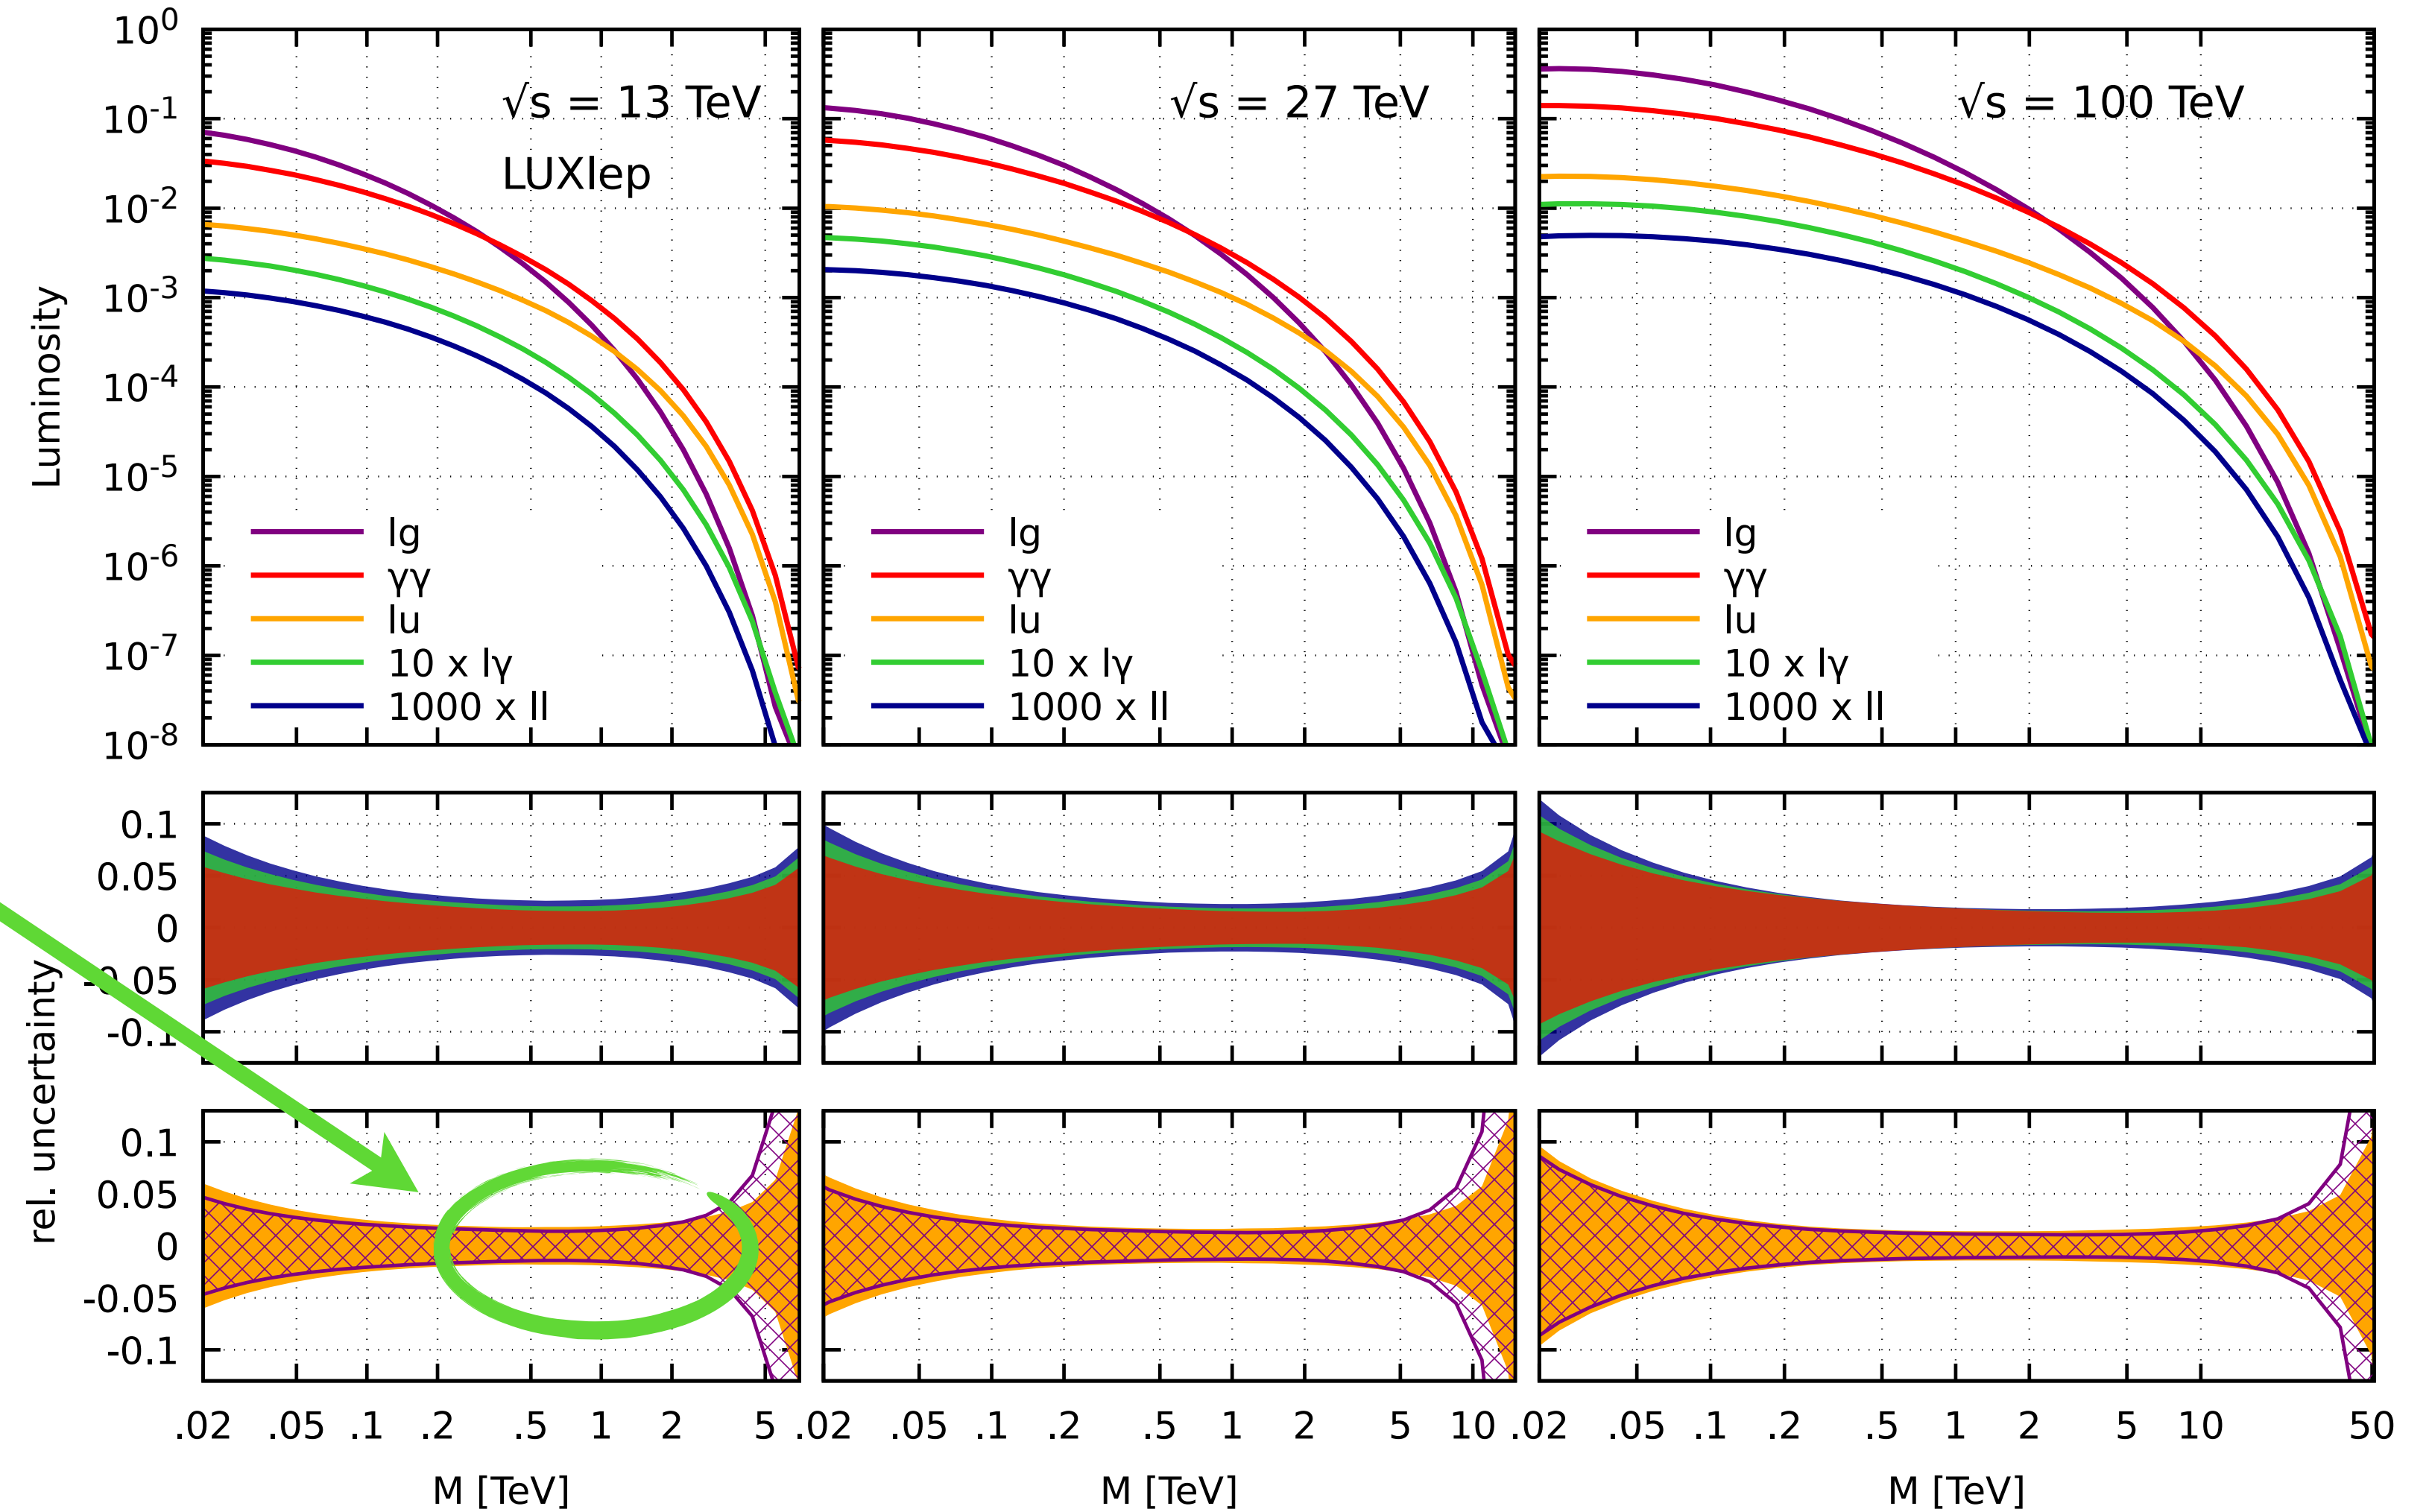 10^0
10^-1
10^-2
10^-3
10^-4
10^-5
10^-6
10^-7
10^-8
Luminosity
√s = 13 TeV
LUXlep
lg
γγ
lu
10 x lγ
1000 x ll
√s = 27 TeV
lg
γγ
lu
10 x lγ
1000 x ll
√s = 100 TeV
lg
γγ
lu
10 x lγ
1000 x ll
rel. uncertainty
0.1
0.05
0
-0.05
-0.1
0.1
0.05
0
-0.05
-0.1
.02 .05 .1 .2 .5 1 2 5
.02 .05 .1 .2 .5 1 2 5 10
.02 .05 .1 .2 .5 1 2 5 10 50
M [TeV]
M [TeV]
M [TeV]